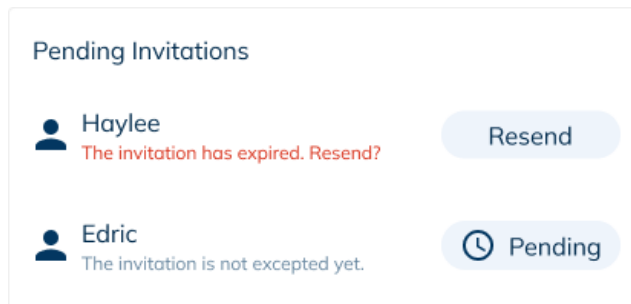 Pending Invitations
Haylee
The invitation has expired. Resend?
Resend
Edric
The invitation is not excepted yet.
Pending